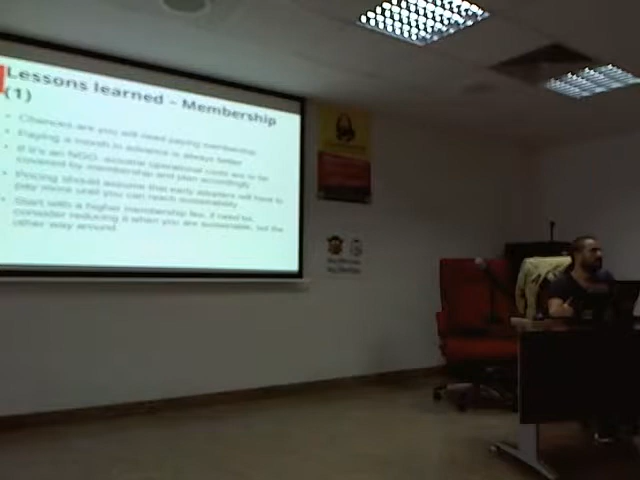 Lessons learned – Membership
(1)
Chances are you will need paying membership
Paying a month in advance is always better
If it's an NGO, assume operational costs are to be
covered by membership and plan accordingly
Pricing should assume that early adopters will have to
pay more until you can reach sustainability
Start with a higher membership fee, if need be,
consider reducing it when you are sustainable, not the
other way around